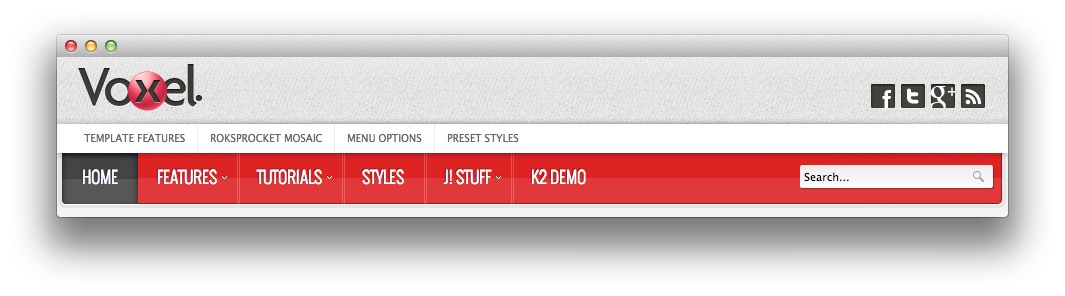 Voxel.
TEMPLATE FEATURES ROKSPROCKET MOSAIC MENU OPTIONS PRESET STYLES
HOME FEATURES TUTORIALS STYLES J! STUFF K2 DEMO Search...